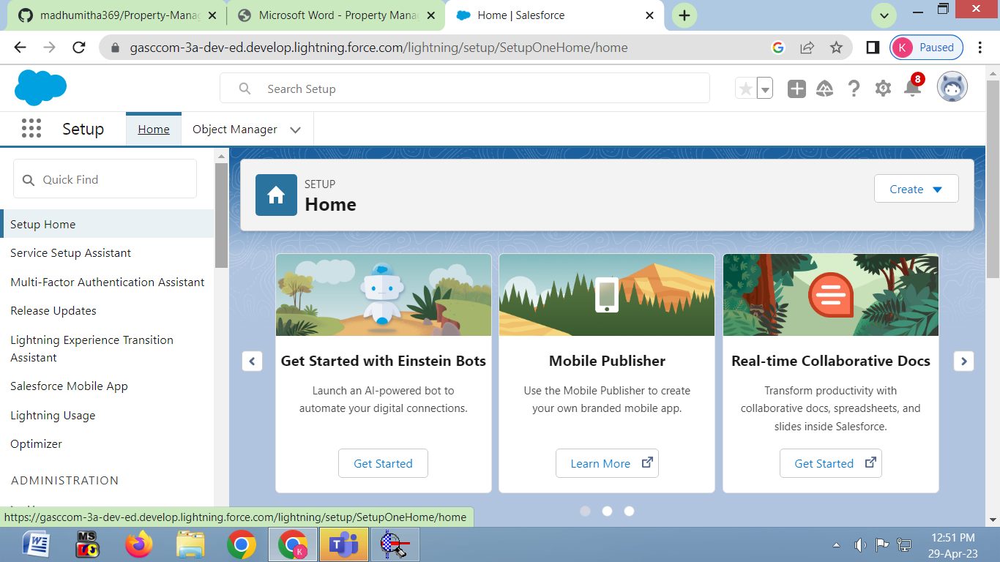 madhumitha369/Property-Manag
Microsoft Word - Property Mana
Home | Salesforce
gasccom-3a-dev-ed.develop.lightning.force.com/lightning/setup/SetupOneHome/home
K
Paused
Search Setup
8
Setup
Home
Object Manager
Quick Find
SETUP
Home
Create
Setup Home
Service Setup Assistant
Multi-Factor Authentication Assistant
Release Updates
Lightning Experience Transition
Assistant
Salesforce Mobile App
Lightning Usage
Optimizer
ADMINISTRATION
Get Started with Einstein Bots
Launch an AI-powered bot to
automate your digital connections.
Get Started
Mobile Publisher
Use the Mobile Publisher to create
your own branded mobile app.
Learn More
Real-time Collaborative Docs
Transform productivity with
collaborative docs, spreadsheets, and
slides inside Salesforce.
Get Started
https://gasccom-3a-dev-ed.develop.lightning.force.com/lightning/setup/SetupOneHome/home
W
MS
K
T
12:51 PM
29-Apr-23